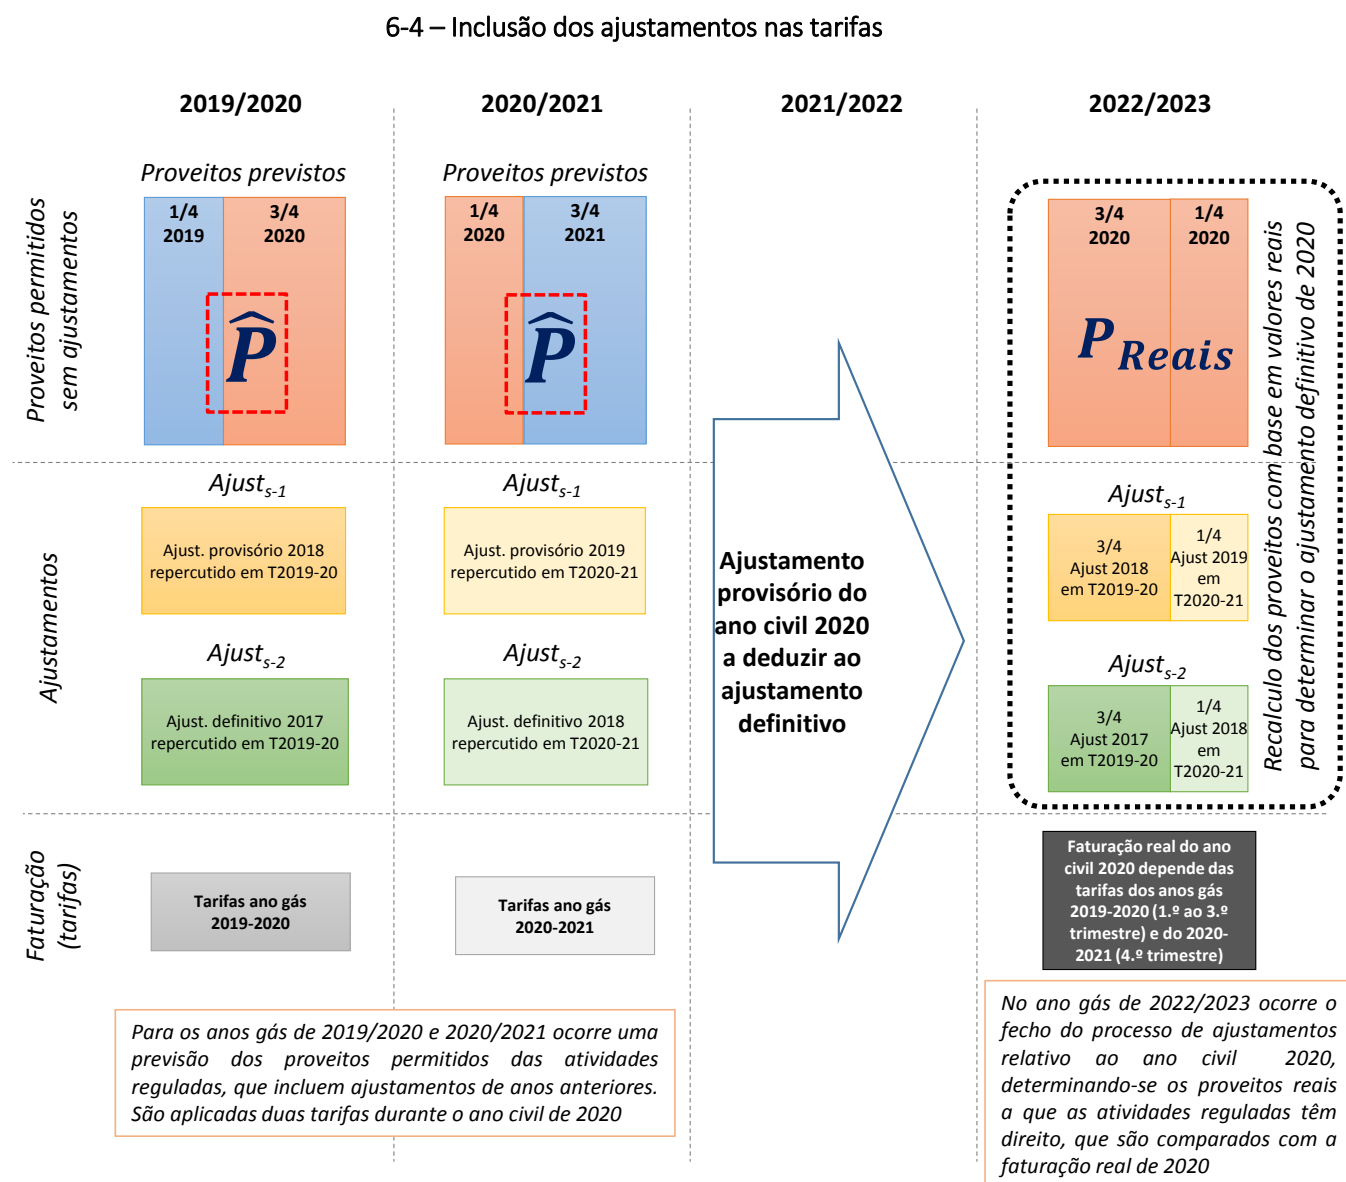 6-4 – Inclusão dos ajustamentos nas tarifas
2019/2020
2020/2021
2021/2022
2022/2023
Proveitos permitidos
sem ajustamentos
Proveitos previstos
1/4
2019
3/4
2020
P̂
Proveitos previstos
1/4
2020
3/4
2021
P̂
3/4
2020
1/4
2020
P Reais
Recalculo dos proveitos com base em valores reais
para determinar o ajustamento definitivo de 2020
Ajustamentos
Ajust s-1
Ajust. provisório 2018
repercutido em T2019-20
Ajust s-2
Ajust. definitivo 2017
repercutido em T2019-20
Ajust s-1
Ajust. provisório 2019
repercutido em T2020-21
Ajust s-2
Ajust. definitivo 2018
repercutido em T2020-21
Ajustamento
provisório do
ano civil 2020
a deduzir ao
ajustamento
definitivo
Ajust s-1
3/4
Ajust 2018
em T2019-20
1/4
Ajust 2019
em
T2020-21
Ajust s-2
3/4
Ajust 2017
em T2019-20
1/4
Ajust 2018
em
T2020-21
Faturação
(tarifas)
Tarifas ano gás
2019-2020
Tarifas ano gás
2020-2021
Faturação real do ano
civil 2020 depende das
tarifas dos anos gás
2019-2020 (1.º ao 3.º
trimestre) e do 2020-
2021 (4.º trimestre)
Para os anos gás de 2019/2020 e 2020/2021 ocorre uma
previsão dos proveitos permitidos das atividades
reguladas, que incluem ajustamentos de anos anteriores.
São aplicadas duas tarifas durante o ano civil de 2020
No ano gás de 2022/2023 ocorre o
fecho do processo de ajustamentos
relativo ao ano civil 2020,
determinando-se os proveitos reais
a que as atividades reguladas têm
direito, que são comparados com a
faturação real de 2020